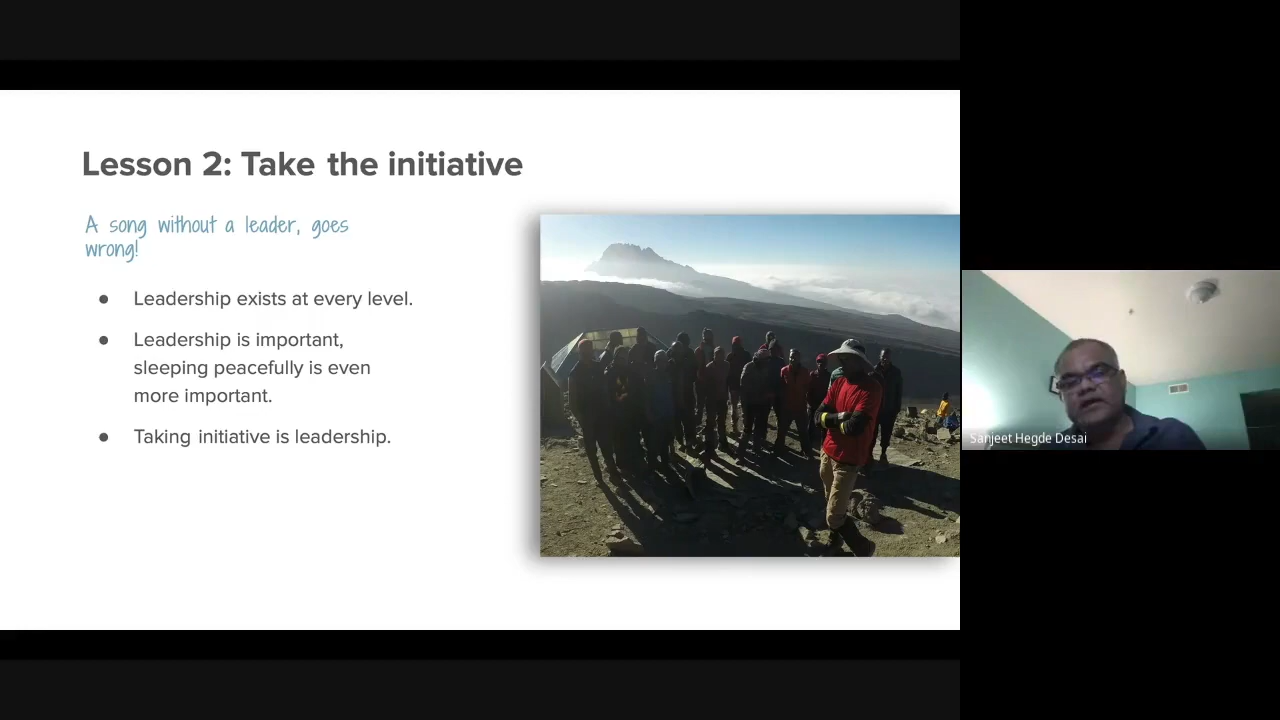 Lesson 2: Take the initiative
A song without a leader, goes
wrong!
● Leadership exists at every level.
● Leadership is important,
sleeping peacefully is even
more important.
● Taking initiative is leadership.
Sanjeet Hegde Desai